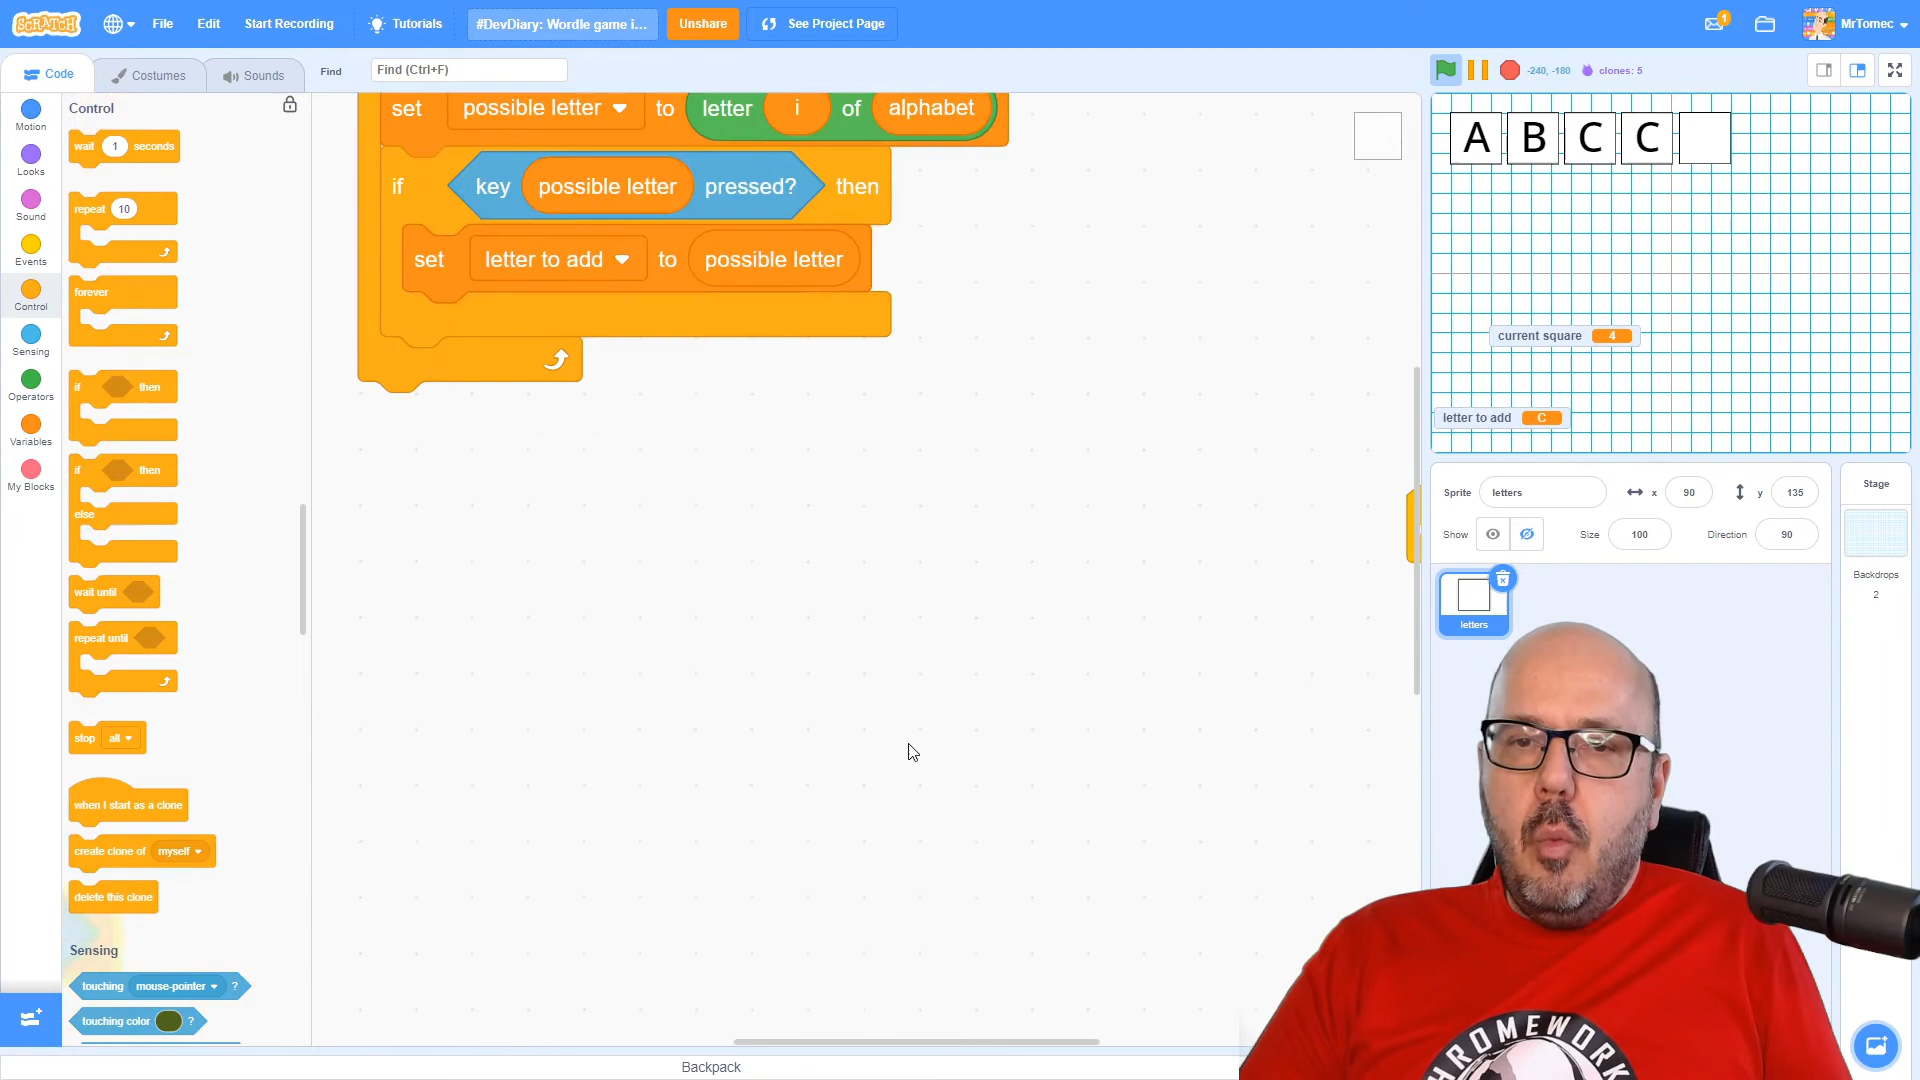 SCRATCH File Edit Start Recording Tutorials #DevDiary: Wordle game i... Unshare See Project Page 1 MrTomec
Code Costumes Sounds Find Find (Ctrl+F) -240, -180 clones: 5
Motion
Looks
Sound
Events
Control
Sensing
Operators
Variables
My Blocks
Control
wait 1 seconds
repeat 10
forever
if then
if then
else
wait until
repeat until
stop all
when I start as a clone
create clone of myself
delete this clone
Sensing
touching mouse-pointer ?
touching color ?
set possible letter to letter i of alphabet
if key possible letter pressed? then
set letter to add to possible letter
A B C C
current square 4
letter to add C
Sprite letters x 90 y 135
Show Size 100 Direction 90
letters
Stage
Backdrops
2
Backpack
CHROMEWORK